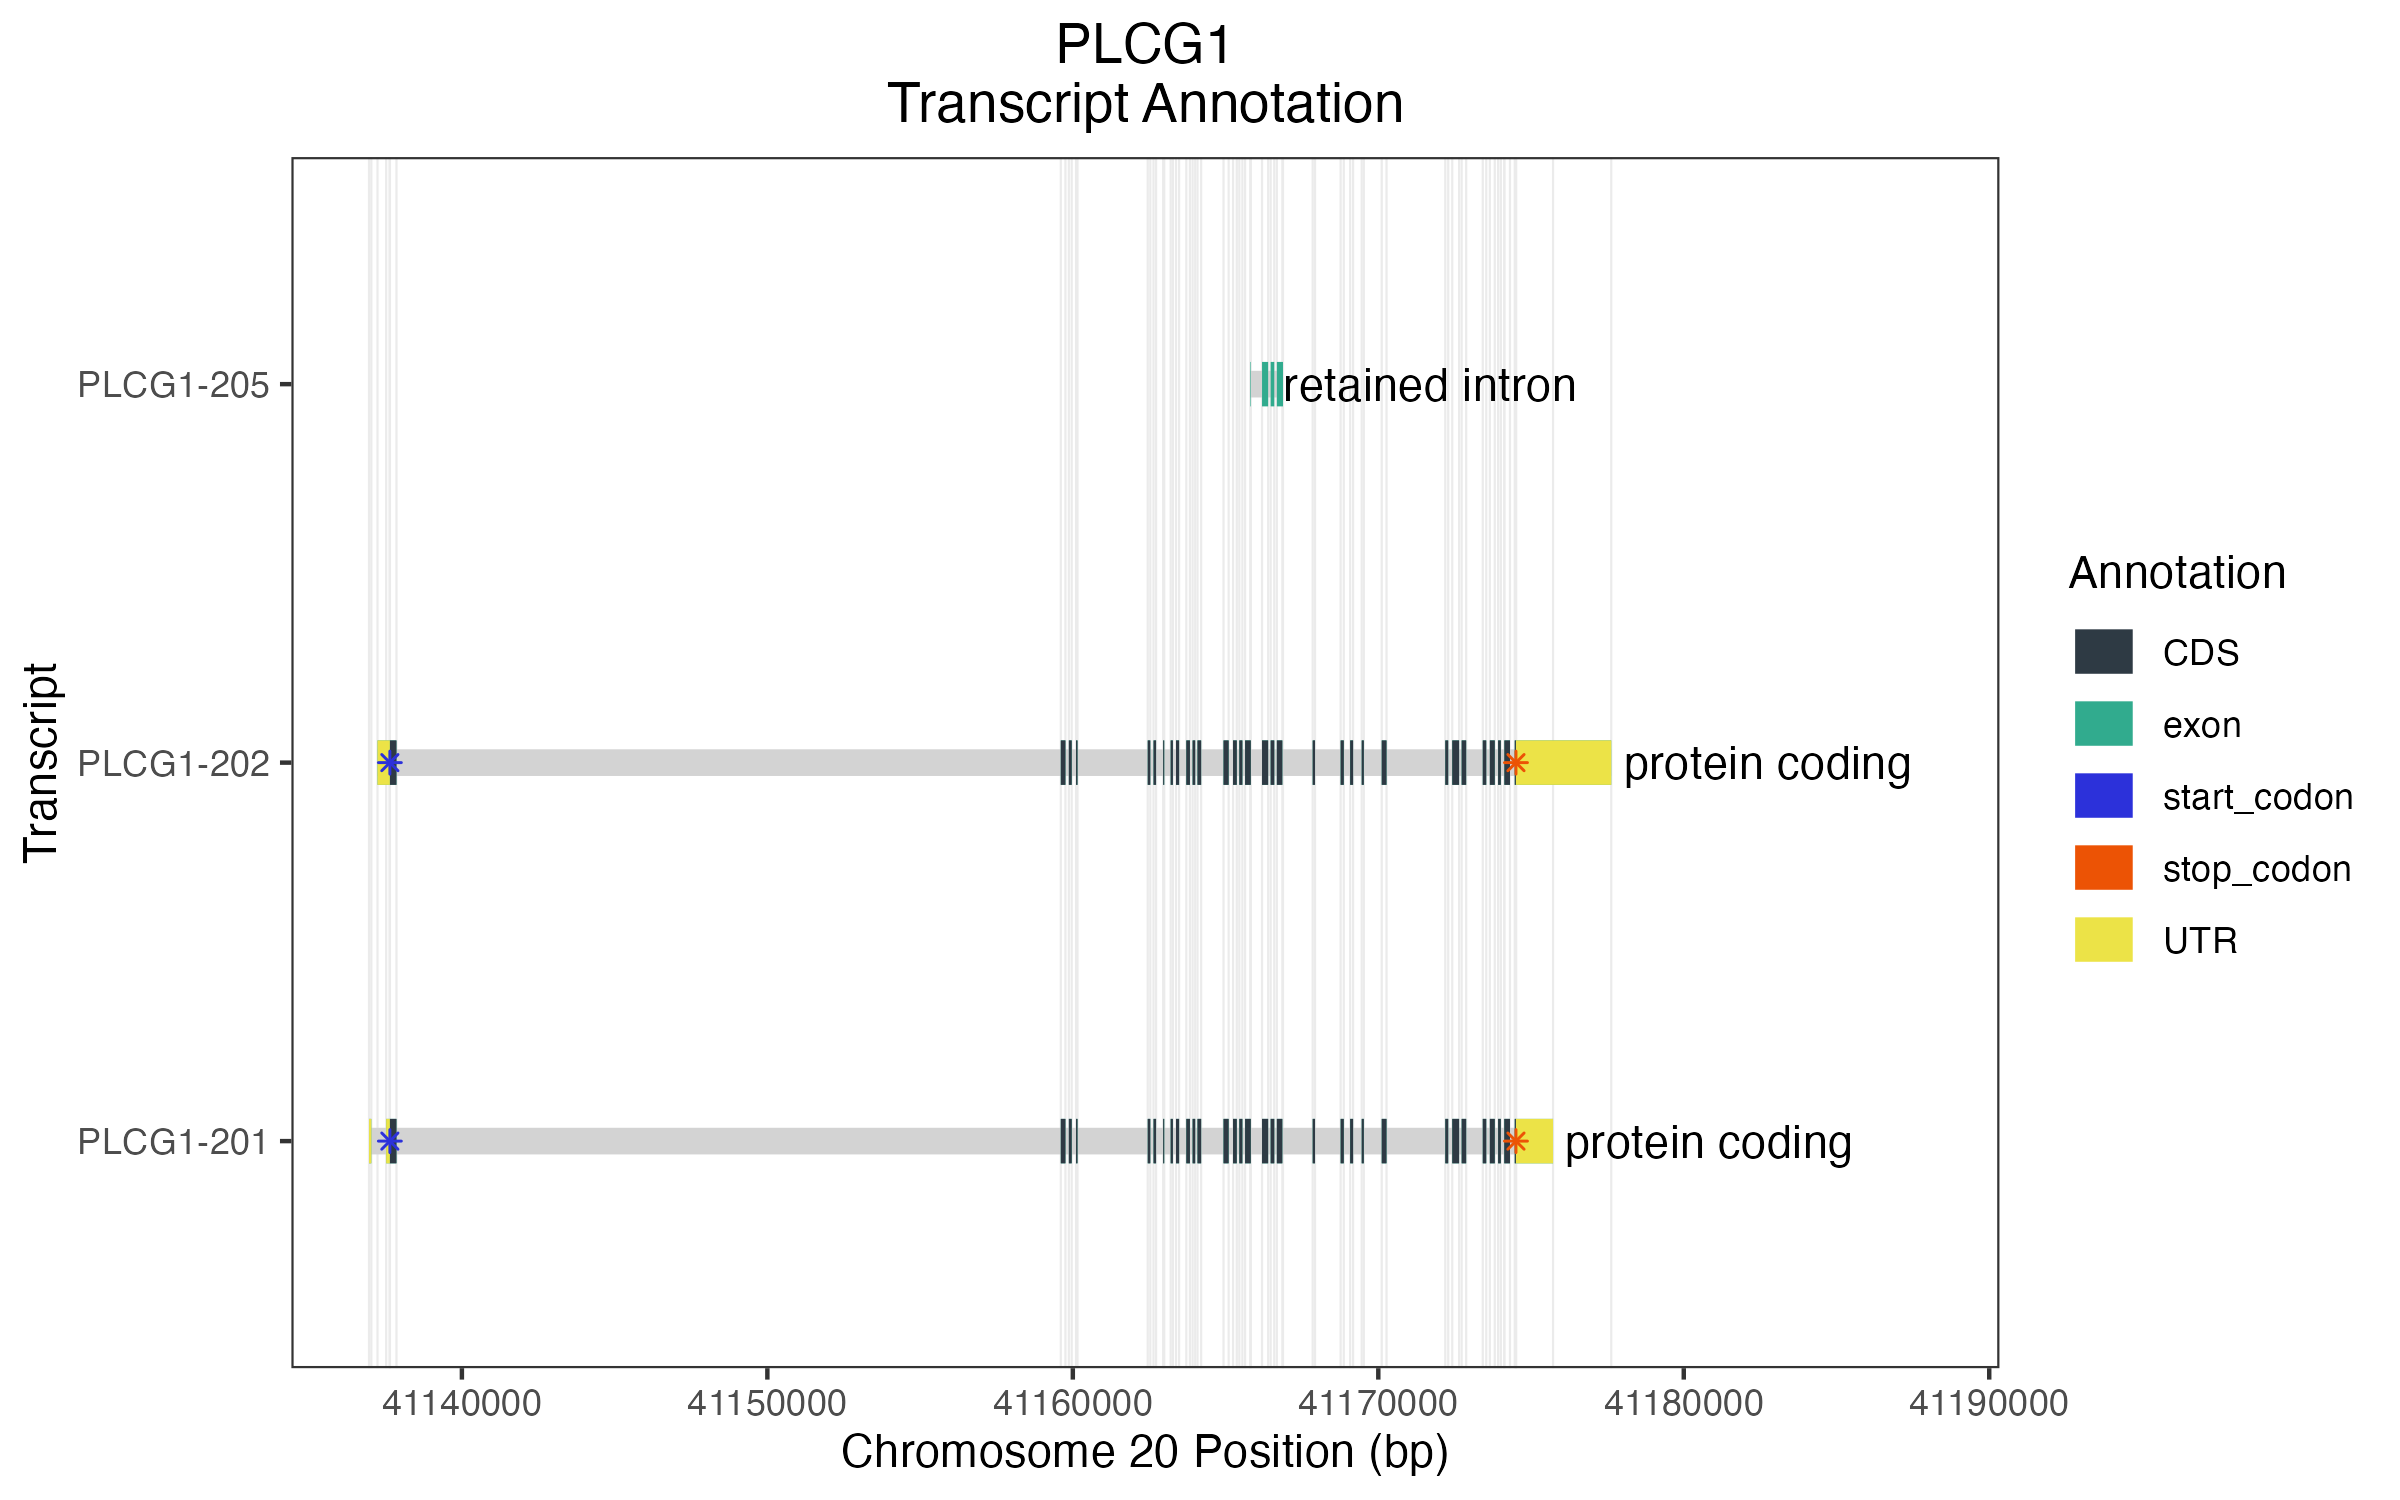 PLCG1
Transcript Annotation
Transcript
PLCG1-205
retained intron
PLCG1-202
protein coding
PLCG1-201
protein coding
41140000 41150000 41160000 41170000 41180000 41190000
Chromosome 20 Position (bp)
Annotation
CDS
exon
start_codon
stop_codon
UTR